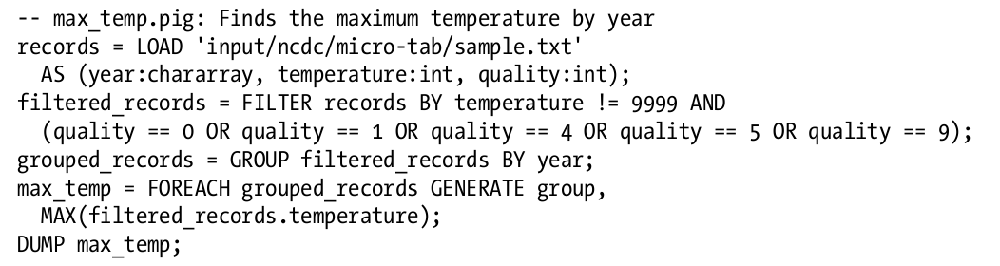 -- max_temp.pig: Finds the maximum temperature by year
records = LOAD 'input/ncdc/micro-tab/sample.txt'
  AS (year:chararray, temperature:int, quality:int);
filtered_records = FILTER records BY temperature != 9999 AND
  (quality == 0 OR quality == 1 OR quality == 4 OR quality == 5 OR quality == 9);
grouped_records = GROUP filtered_records BY year;
max_temp = FOREACH grouped_records GENERATE group,
  MAX(filtered_records.temperature);
DUMP max_temp;